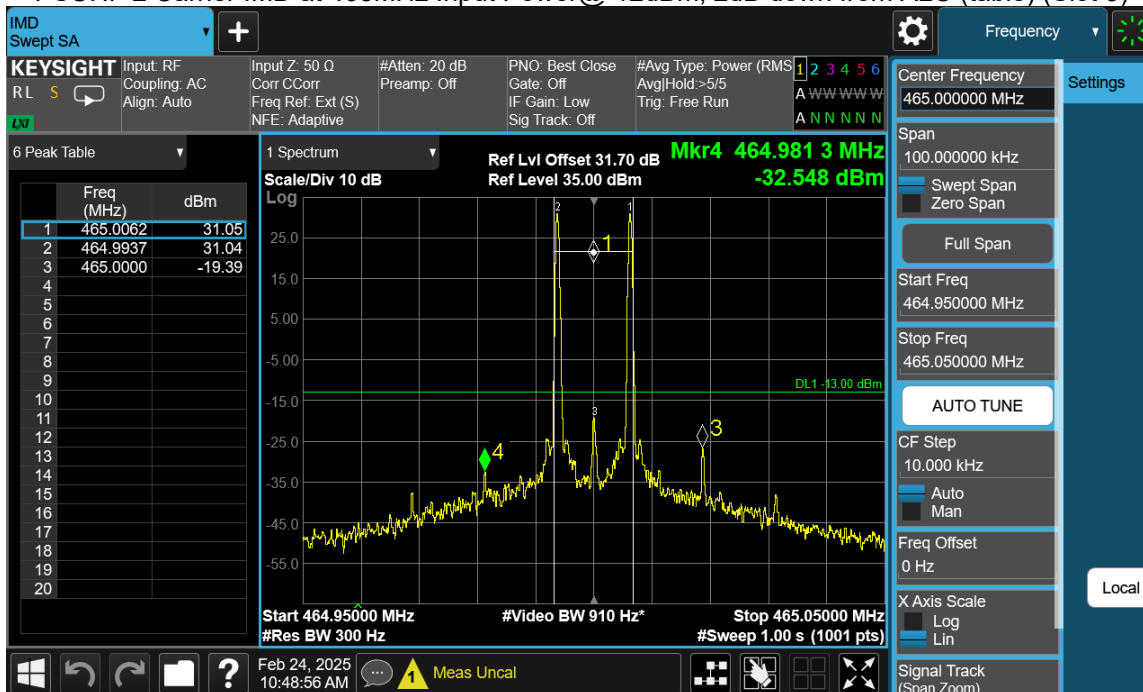 IMD
Swept SA
Frequency
KEYSIGHT
RL S
LXI
Input: RF
Coupling: AC
Align: Auto
Input Z: 50 Ω
Corr CCorr
Freq Ref: Ext (S)
NFE: Adaptive
#Atten: 20 dB
Preamp: Off
PNO: Best Close
Gate: Off
IF Gain: Low
Sig Track: Off
#Avg Type: Power (RMS
Avg|Hold:>5/5
Trig: Free Run
1 2 3 4 5 6
A W W W W W
A N N N N N
Center Frequency
465.000000 MHz
Settings
Span
100.000000 kHz
Swept Span
Zero Span
Full Span
Start Freq
464.950000 MHz
Stop Freq
465.050000 MHz
AUTO TUNE
CF Step
10.000 kHz
Auto
Man
Freq Offset
0 Hz
Local
X Axis Scale
Log
Lin
Signal Track
(Span Zoom)
6 Peak Table
Freq
(MHz)
dBm
1 465.0062 31.05
2 464.9937 31.04
3 465.0000 -19.39
4
5
6
7
8
9
10
11
12
13
14
15
16
17
18
19
20
1 Spectrum
Scale/Div 10 dB
Ref Lvl Offset 31.70 dB
Ref Level 35.00 dBm
Mkr4 464.981 3 MHz
-32.548 dBm
Log
2 1
25.0
1
15.0
5.00
-5.00
DL1 -13.00 dBm
-15.0
3
3
-25.0
4
-35.0
-45.0
-55.0
Start 464.95000 MHz
#Video BW 910 Hz*
Stop 465.05000 MHz
#Res BW 300 Hz
#Sweep 1.00 s (1001 pts)
?
Feb 24, 2025
10:48:56 AM
1
Meas Uncal